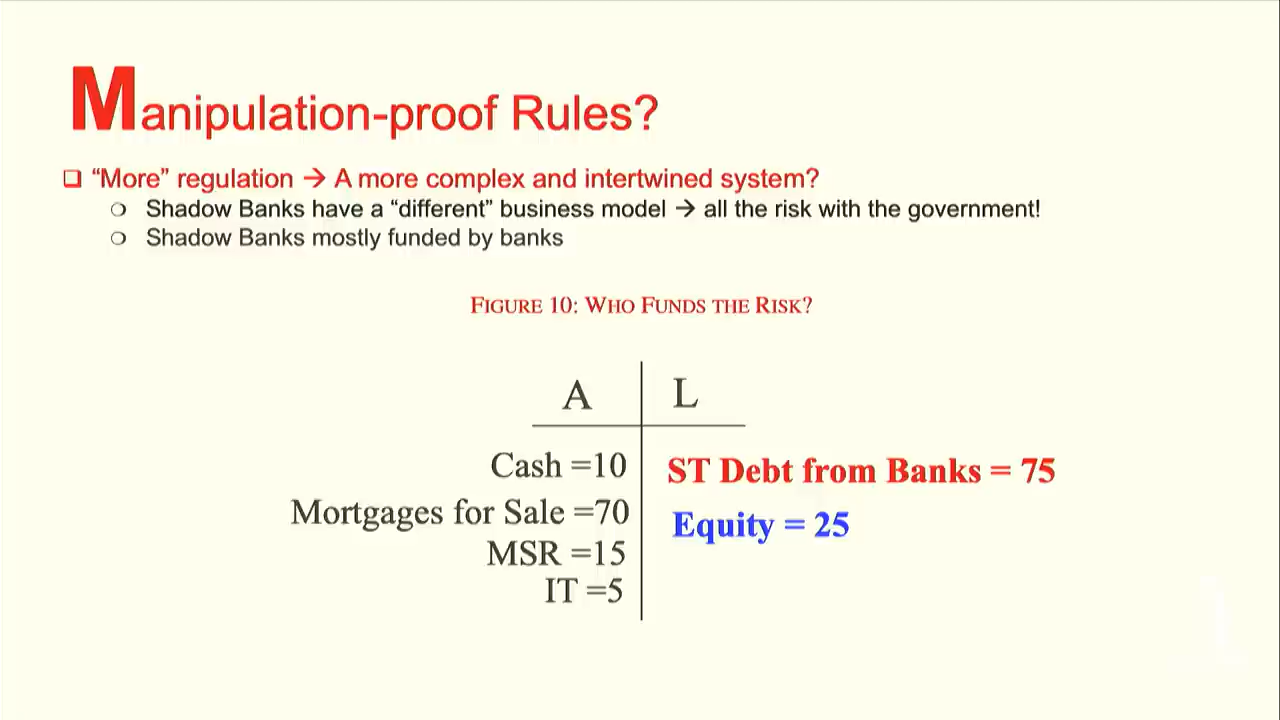 Manipulation-proof Rules?
❑ “More” regulation → A more complex and intertwined system?
❍ Shadow Banks have a “different” business model → all the risk with the government!
❍ Shadow Banks mostly funded by banks
FIGURE 10: WHO FUNDS THE RISK?
A L
Cash =10
ST Debt from Banks = 75
Mortgages for Sale =70
Equity = 25
MSR =15
IT =5